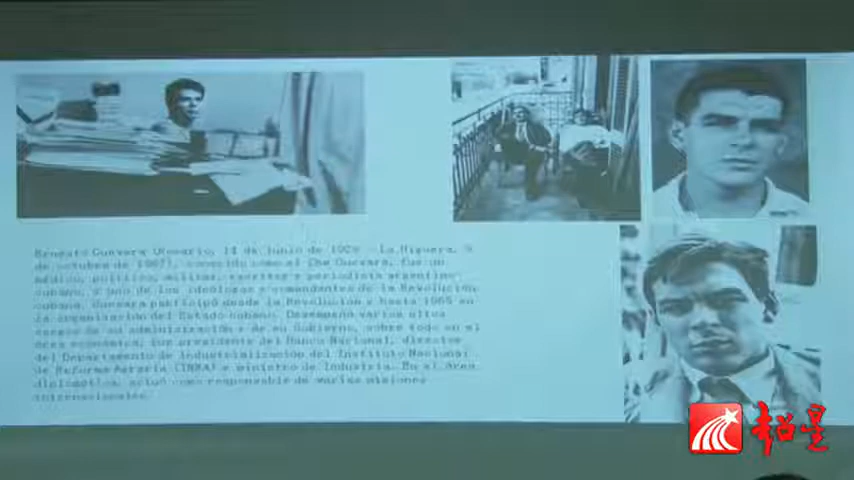 Ernesto Guevara (Rosario, 14 de junio de 1928 - La Higuera, 9
de octubre de 1967), conocido como el Che Guevara, fue un
médico, político, militar, escritor y periodista argentino-
cubano, y uno de los ideólogos y comandantes de la Revolución
cubana. Guevara participó desde la Revolución y hasta 1965 en
la organización del Estado cubano. Desempeñó varios altos
cargos de su administración y de su Gobierno, sobre todo en el
área económica, fue presidente del Banco Nacional, director
del Departamento de Industrialización del Instituto Nacional
de Reforma Agraria (INRA) y ministro de Industria. En el área
diplomática, actuó como responsable de varias misiones
internacionales.
超星